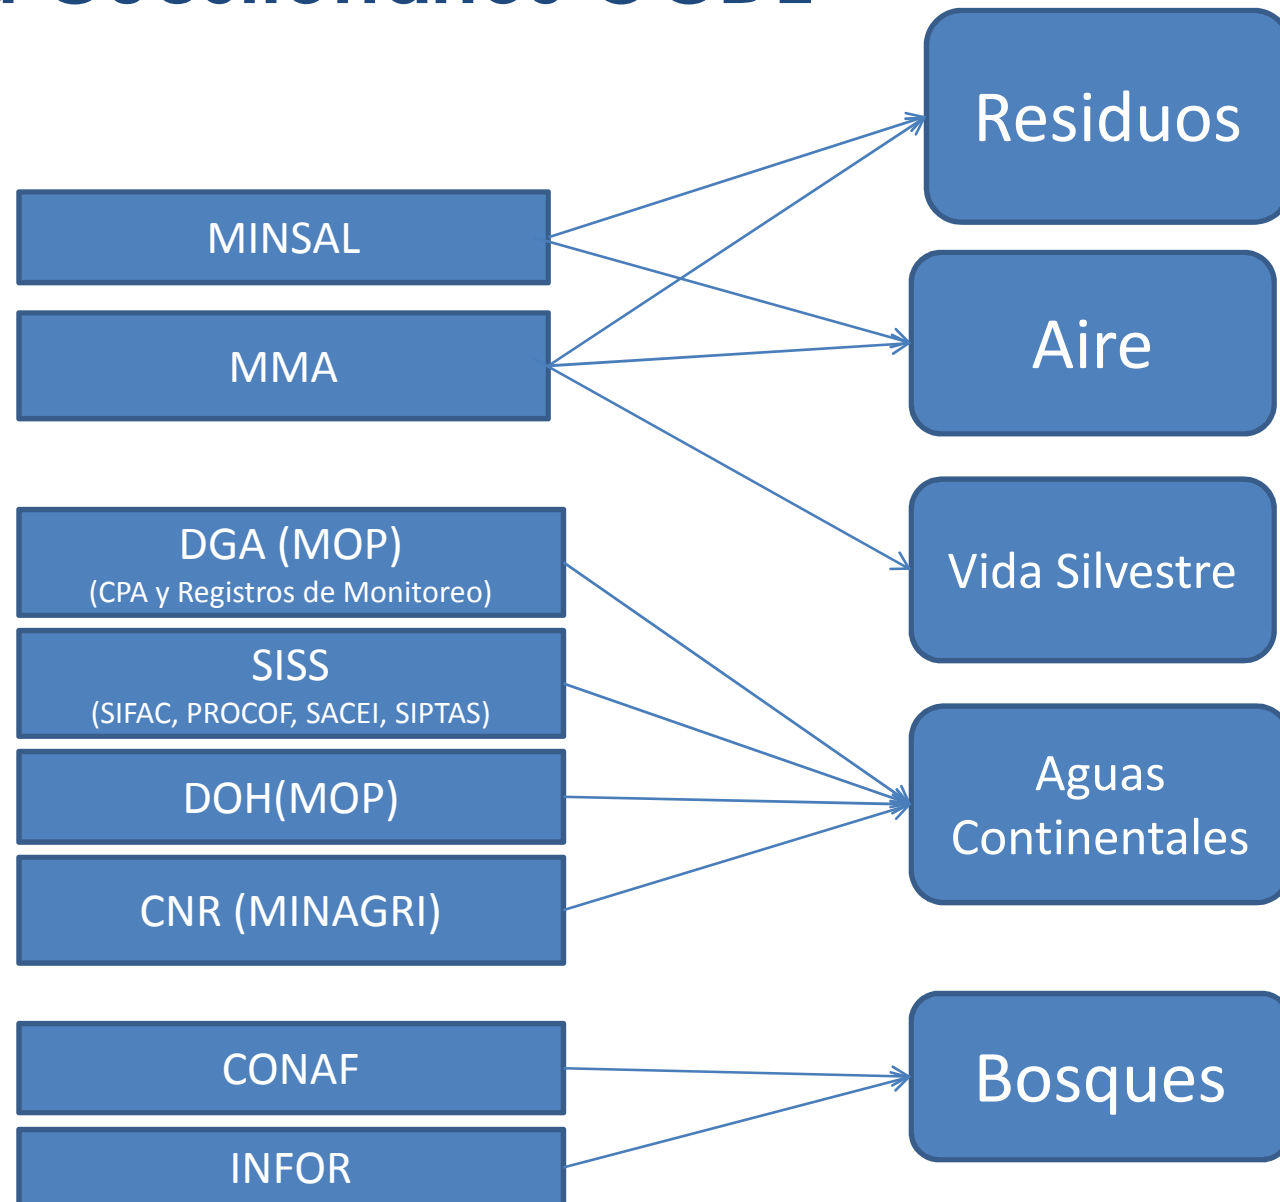 Residuos
MINSAL
Aire
MMA
DGA (MOP)
(CPA y Registros de Monitoreo)
Vida Silvestre
SISS
(SIFAC, PROCOF, SACEI, SIPTAS)
DOH(MOP)
Aguas
Continentales
CNR (MINAGRI)
CONAF
Bosques
INFOR